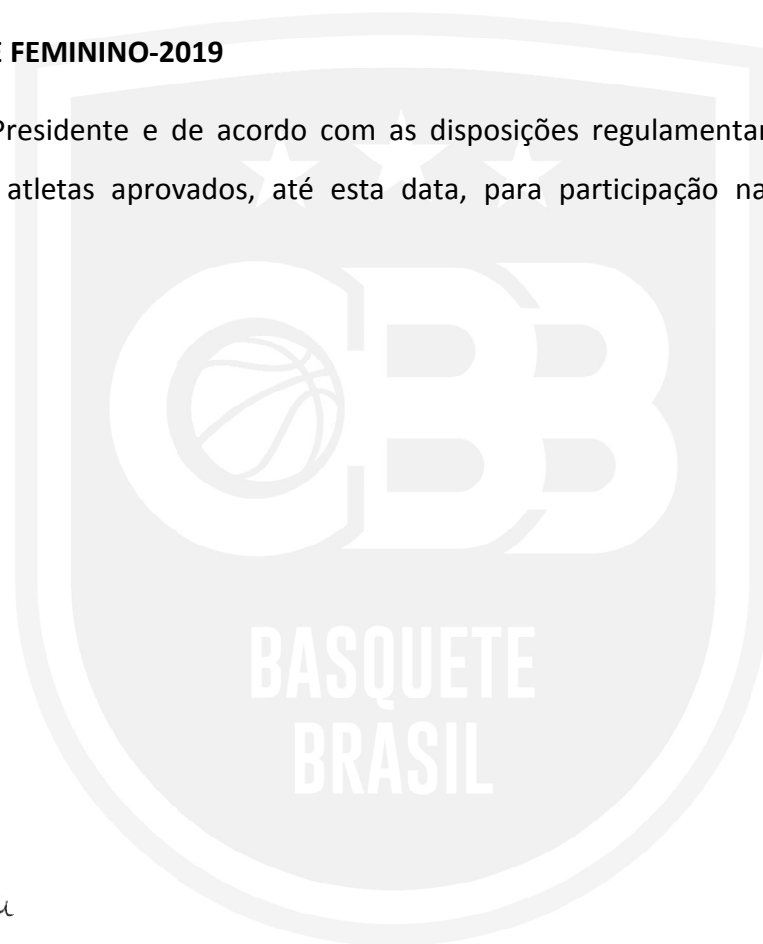 E FEMININO-2019
Presidente e de acordo com as disposições regulamentar
atletas aprovados, até esta data, para participação na
CBB
BASQUETE
BRASIL